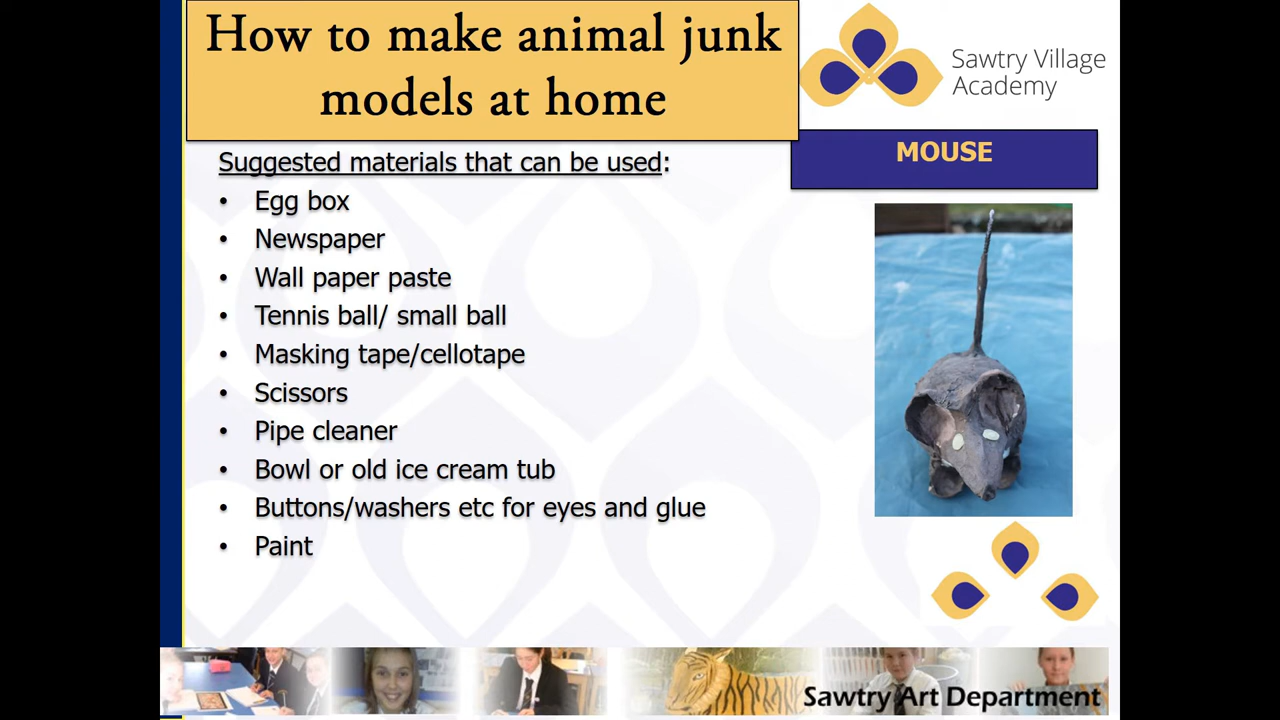 How to make animal junk
models at home
Sawtry Village
Academy
MOUSE
Suggested materials that can be used:
• Egg box
• Newspaper
• Wall paper paste
• Tennis ball/ small ball
• Masking tape/cellotape
• Scissors
• Pipe cleaner
• Bowl or old ice cream tub
• Buttons/washers etc for eyes and glue
• Paint
Sawtry Art Department